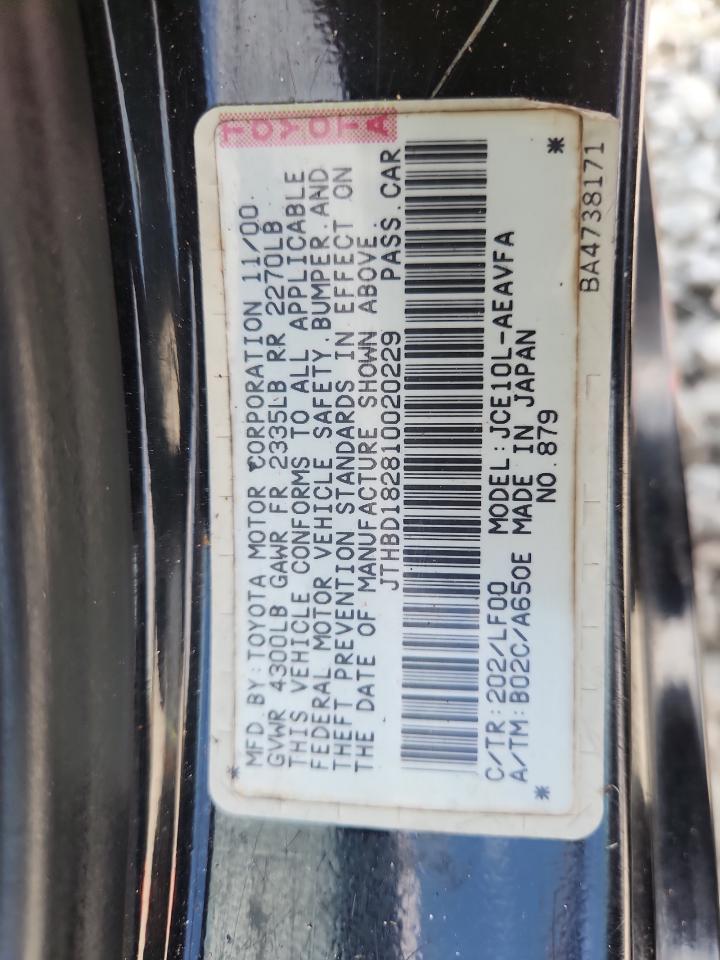 MFD. BY: TOYOTA MOTOR CORPORATION 11/00
GVWR 4300LB GAWR FR 2335LB RR 2270LB
THIS VEHICLE CONFORMS TO ALL APPLICABLE
FEDERAL MOTOR VEHICLE SAFETY, BUMPER AND
THEFT PREVENTION STANDARDS IN EFFECT ON
THE DATE OF MANUFACTURE SHOWN ABOVE.
JTHBD182810020229 PASS. CAR
C/TR: 202/LF00 MODEL: JCE10L-AEAVFA
A/TM: B02C/A650E MADE IN JAPAN
NO. 879
BA4738171
TOYOTA